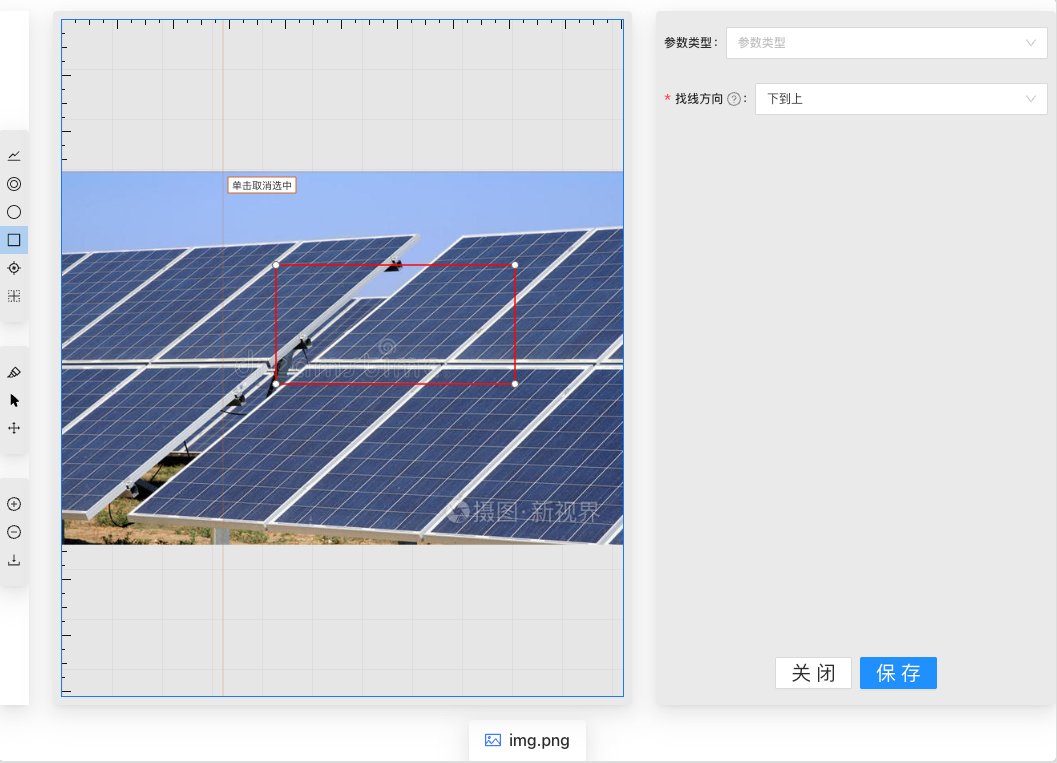 参数类型：
参数类型
* 找线方向 ? ：
下到上
单击取消选中
dreamstime
摄图·新视界
关 闭
保 存
img.png